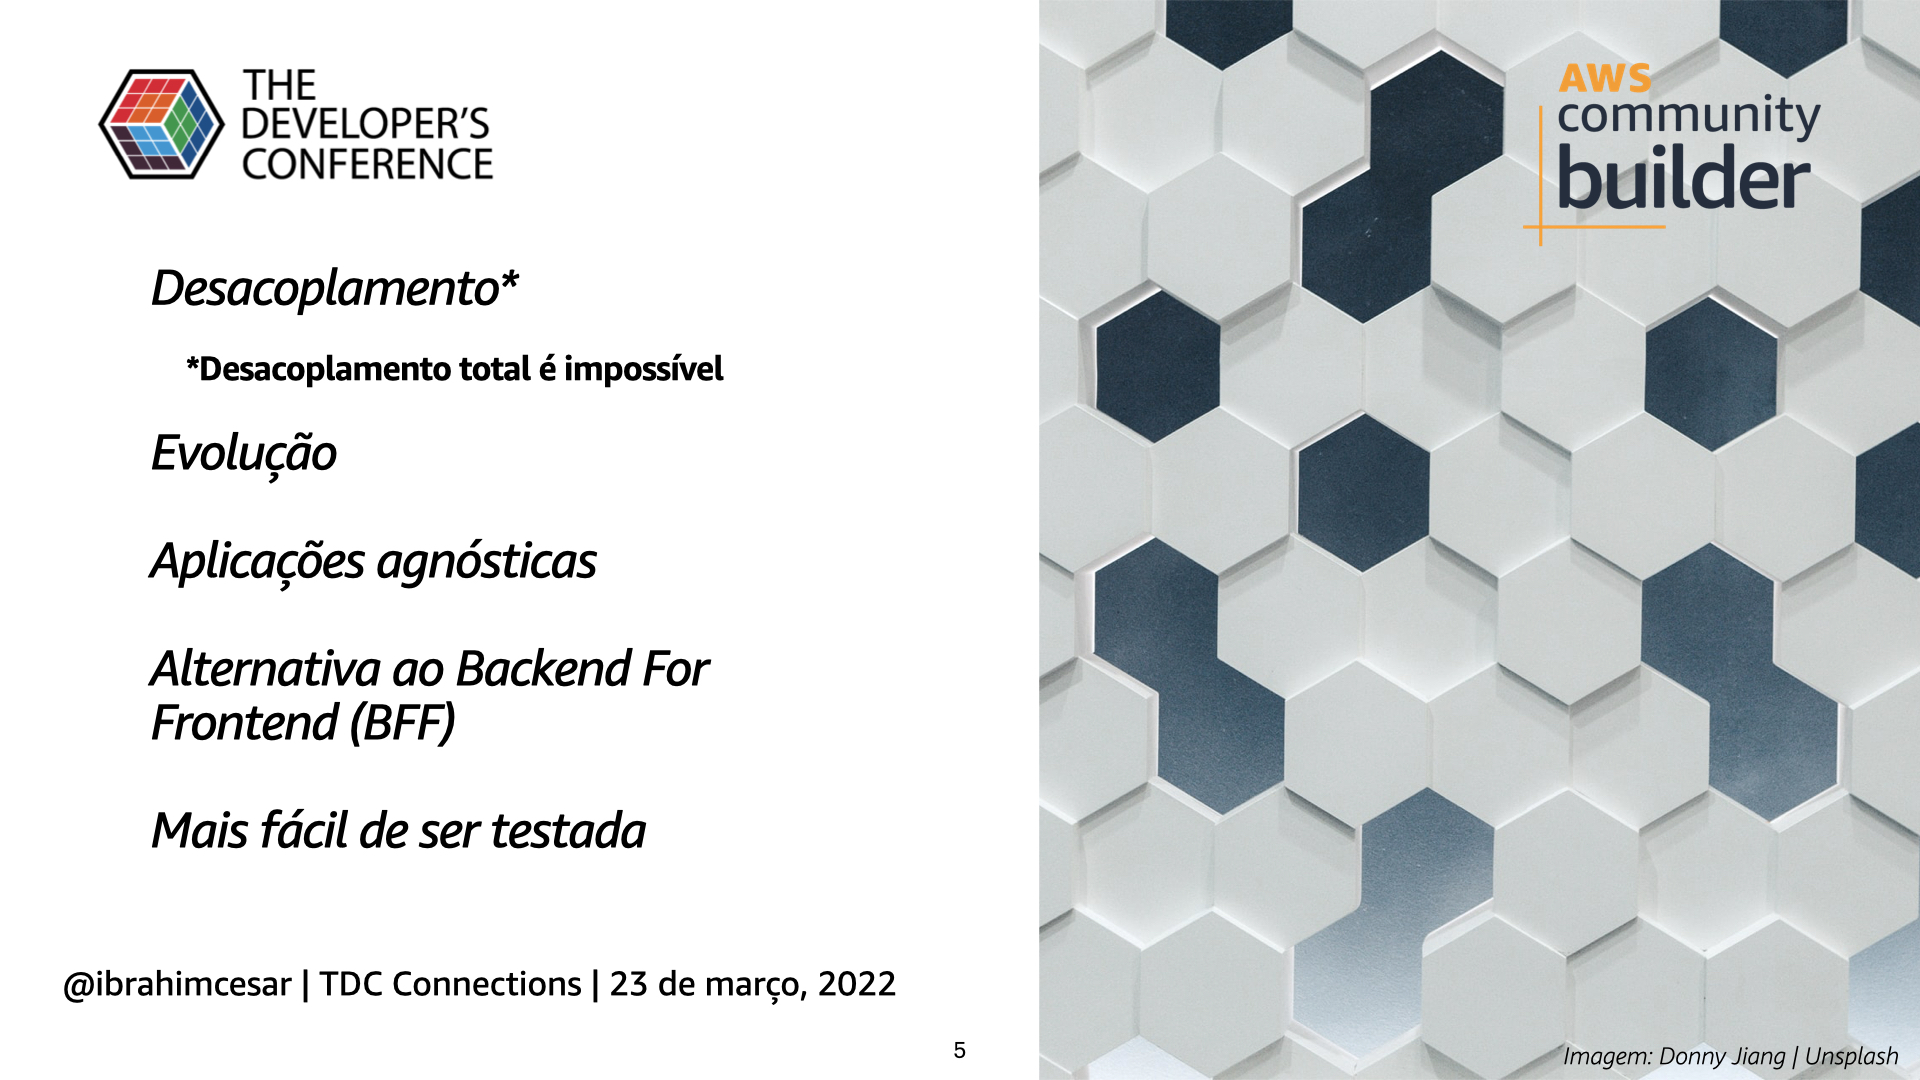 THE
DEVELOPER'S
CONFERENCE
AWS
community
builder
Desacoplamento*
*Desacoplamento total é impossível
Evolução
Aplicações agnósticas
Alternativa ao Backend For
Frontend (BFF)
Mais fácil de ser testada
@ibrahimcesar | TDC Connections | 23 de março, 2022
5
Imagem: Donny Jiang | Unsplash